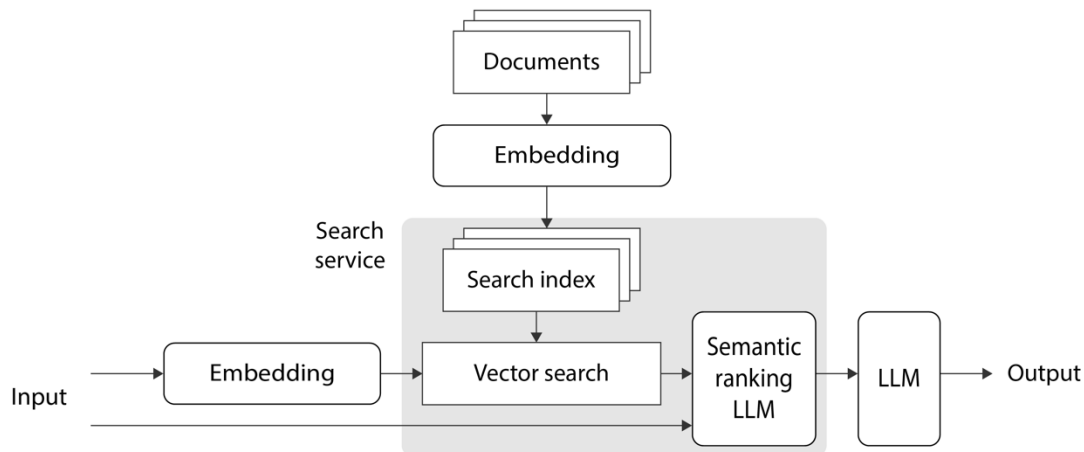 Documents
Embedding
Search
service
Search index
Embedding
Vector search
Semantic
ranking
LLM
LLM
Output
Input